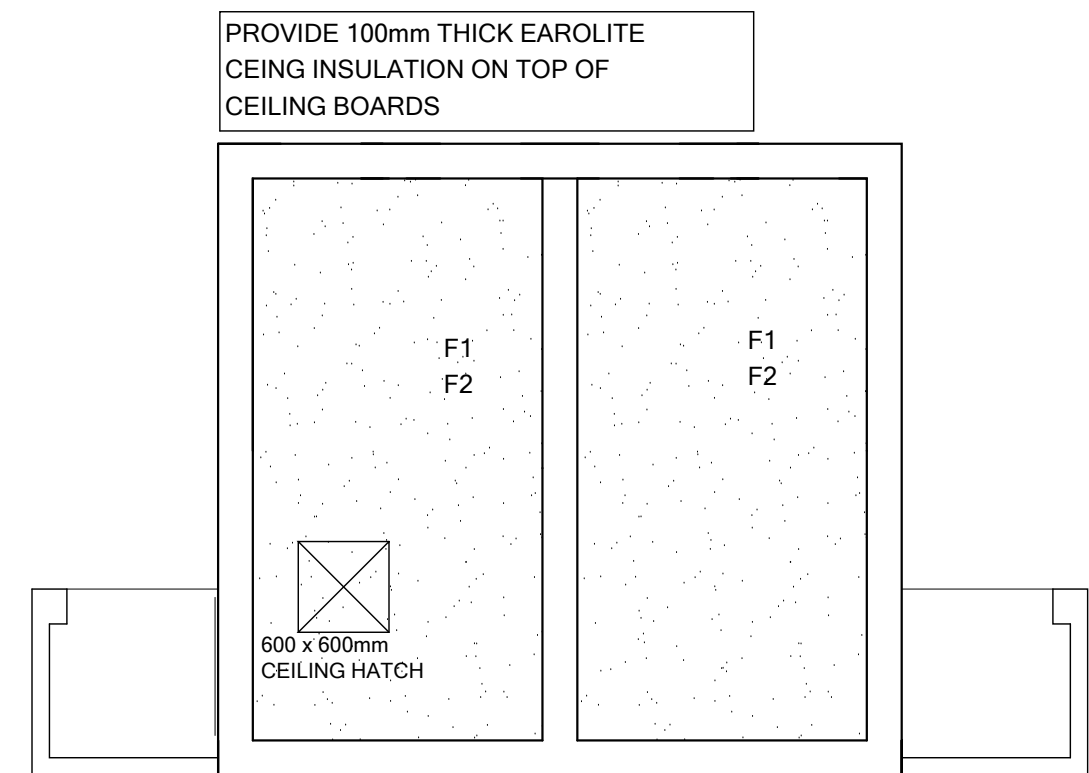 PROVIDE 100mm THICK EAROLITE
CEING INSULATION ON TOP OF
CEILING BOARDS
F1
F2
F1
F2
600 x 600mm
CEILING HATCH